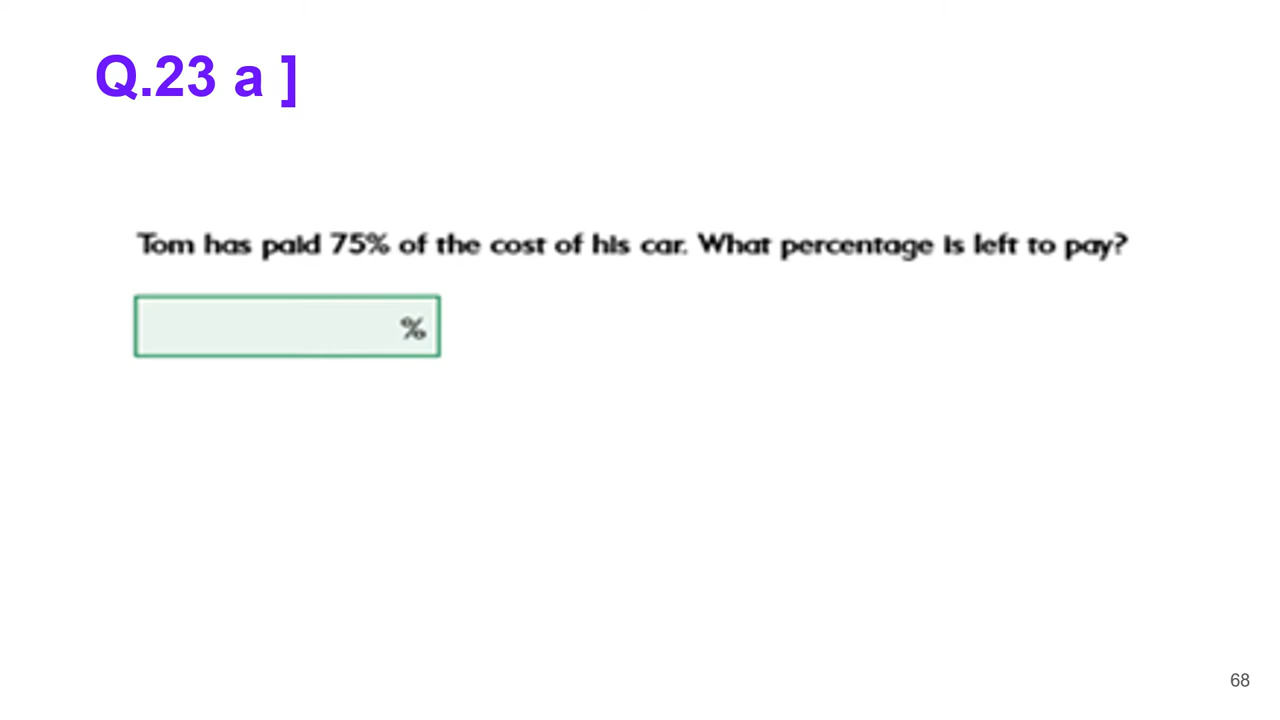 Q.23 a ]
Tom has paid 75% of the cost of his car. What percentage is left to pay?
%
68